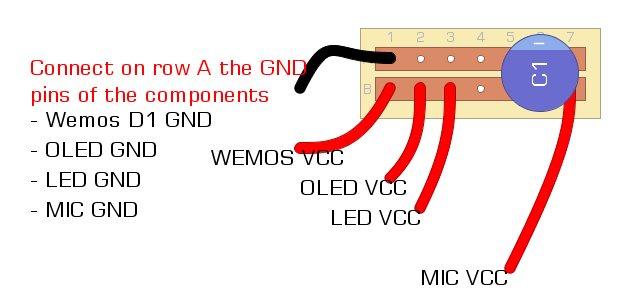 1 2 3 4 5 6 7
Connect on row A the GND
pins of the components
- Wemos D1 GND
- OLED GND
- LED GND
- MIC GND
B
C1
WEMOS VCC
OLED VCC
LED VCC
MIC VCC